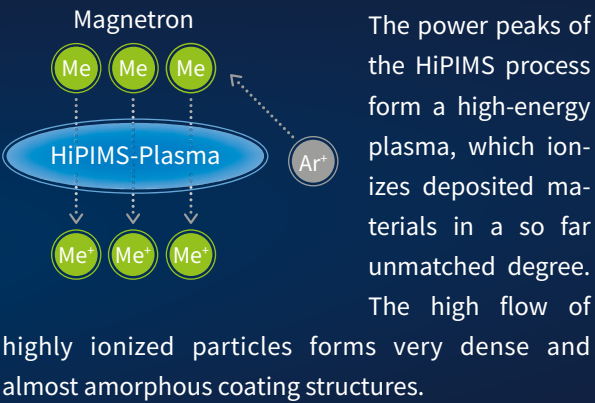 Magnetron
Me Me Me
HiPIMS-Plasma
Ar⁺
Me⁺ Me⁺ Me⁺
The power peaks of
the HiPIMS process
form a high-energy
plasma, which ion-
izes deposited ma-
terials in a so far
unmatched degree.
The high flow of
highly ionized particles forms very dense and
almost amorphous coating structures.